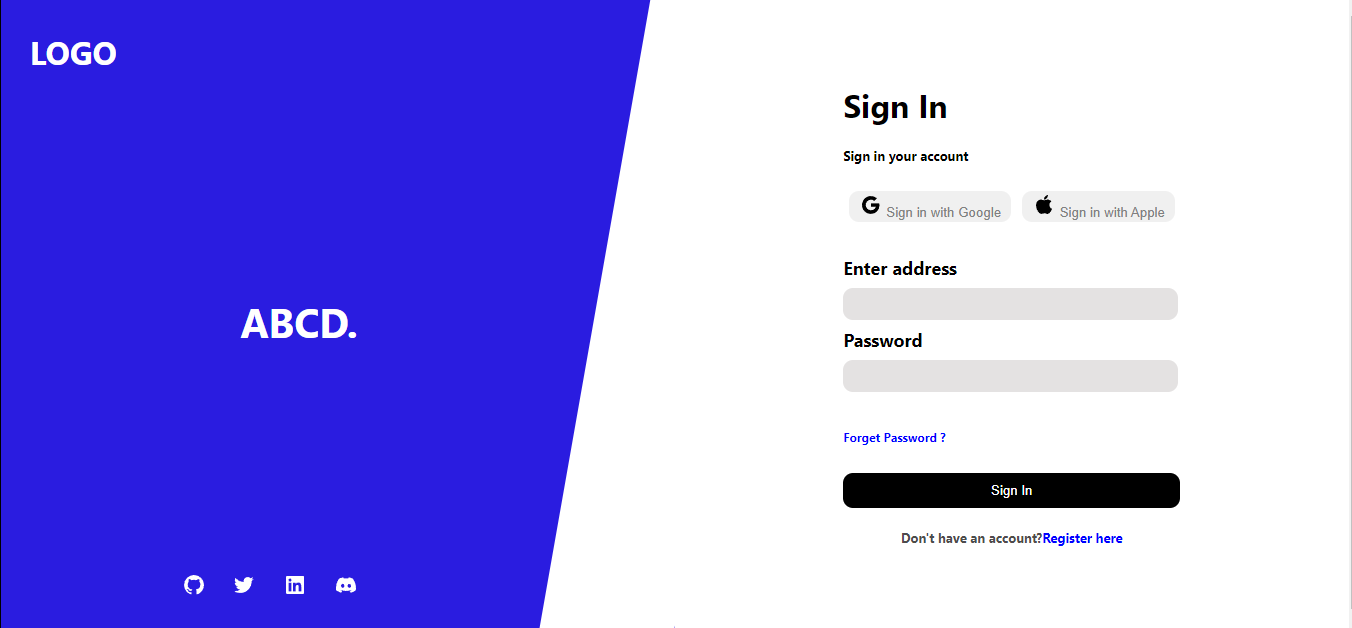 LOGO
ABCD.
Sign In
Sign in your account
Sign in with Google
Sign in with Apple
Enter address
Password
Forget Password ?
Sign In
Don't have an account?Register here